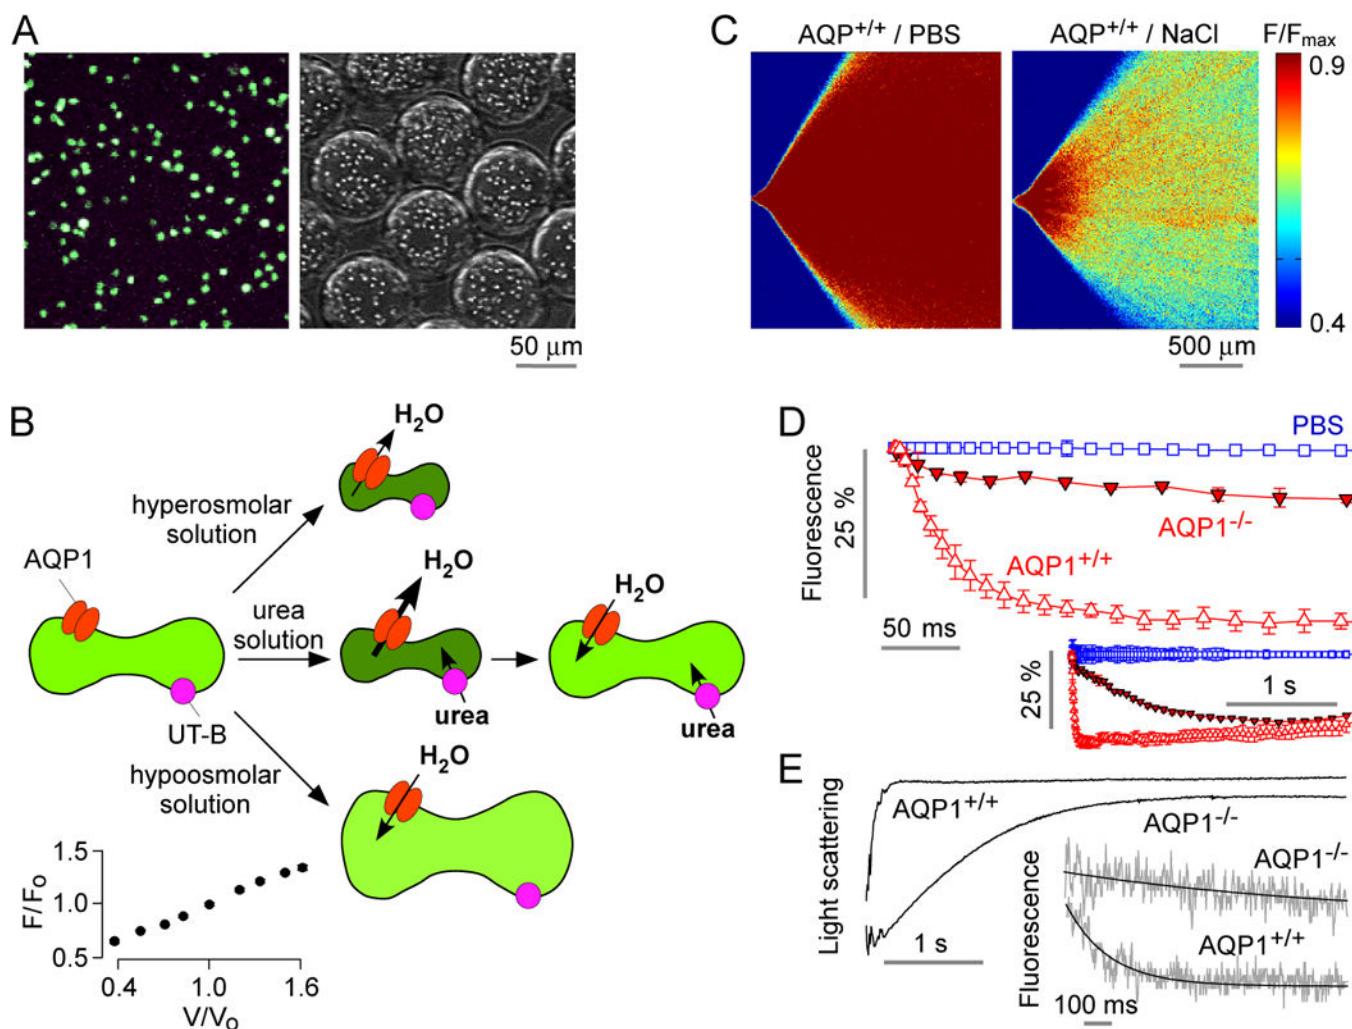 A
50 μm
B
H2O
hyperosmolar
solution
AQP1
urea
solution
H2O
H2O
urea
urea
UT-B
hypoosmolar
solution
H2O
1.5
1.0
0.5
F/Fo
0.4
1.0
1.6
V/Vo
C
AQP+/+ / PBS
AQP+/+ / NaCl
F/Fmax
0.9
0.4
500 μm
D
PBS
Fluorescence
25 %
AQP1-/-
AQP1+/+
50 ms
25 %
1 s
E
Light scattering
AQP1+/+
AQP1-/-
1 s
Fluorescence
AQP1-/-
AQP1+/+
100 ms